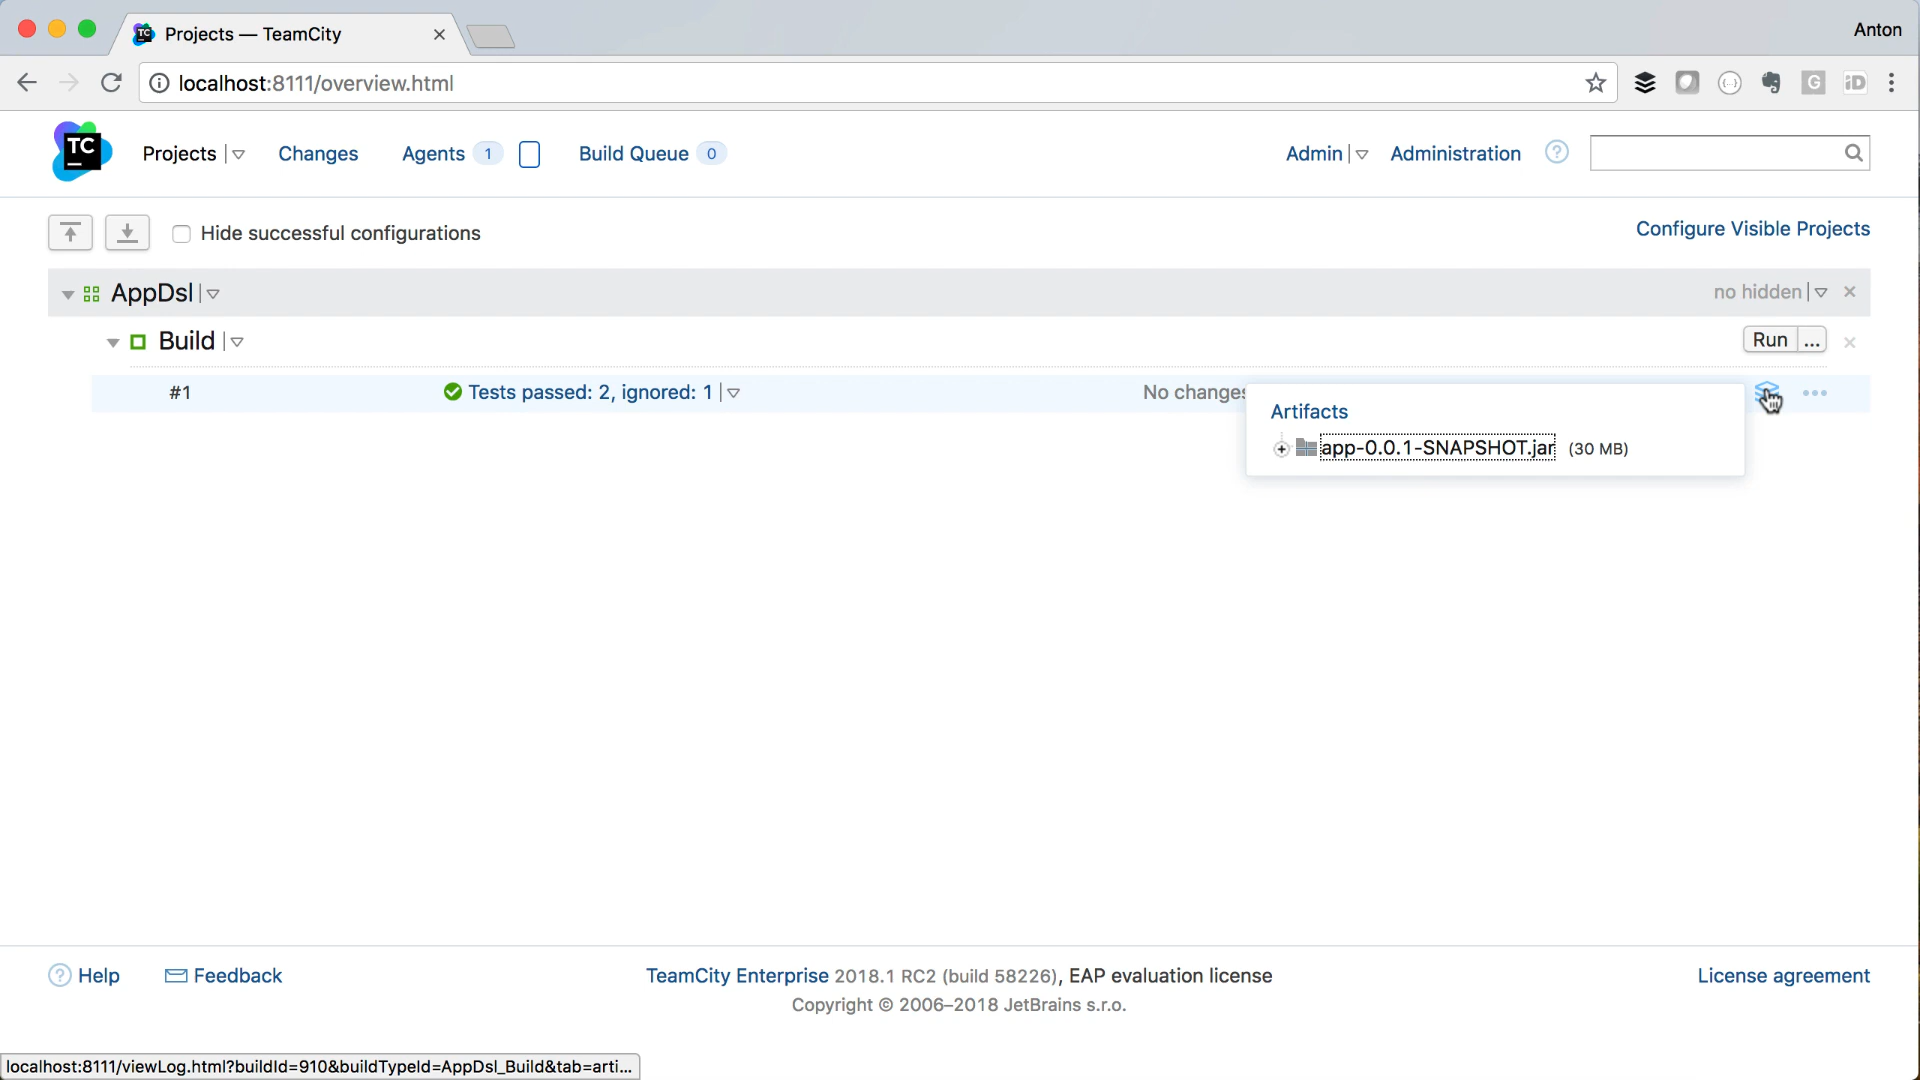 Projects — TeamCity
Anton
localhost:8111/overview.html
TC
Projects
Changes
Agents 1
Build Queue 0
Admin
Administration
Hide successful configurations
Configure Visible Projects
AppDsl
no hidden
Build
Run ...
#1
Tests passed: 2, ignored: 1
No changes
Artifacts
app-0.0.1-SNAPSHOT.jar (30 MB)
Help
Feedback
TeamCity Enterprise 2018.1 RC2 (build 58226), EAP evaluation license
License agreement
Copyright © 2006–2018 JetBrains s.r.o.
localhost:8111/viewLog.html?buildId=910&buildTypeId=AppDsl_Build&tab=arti...